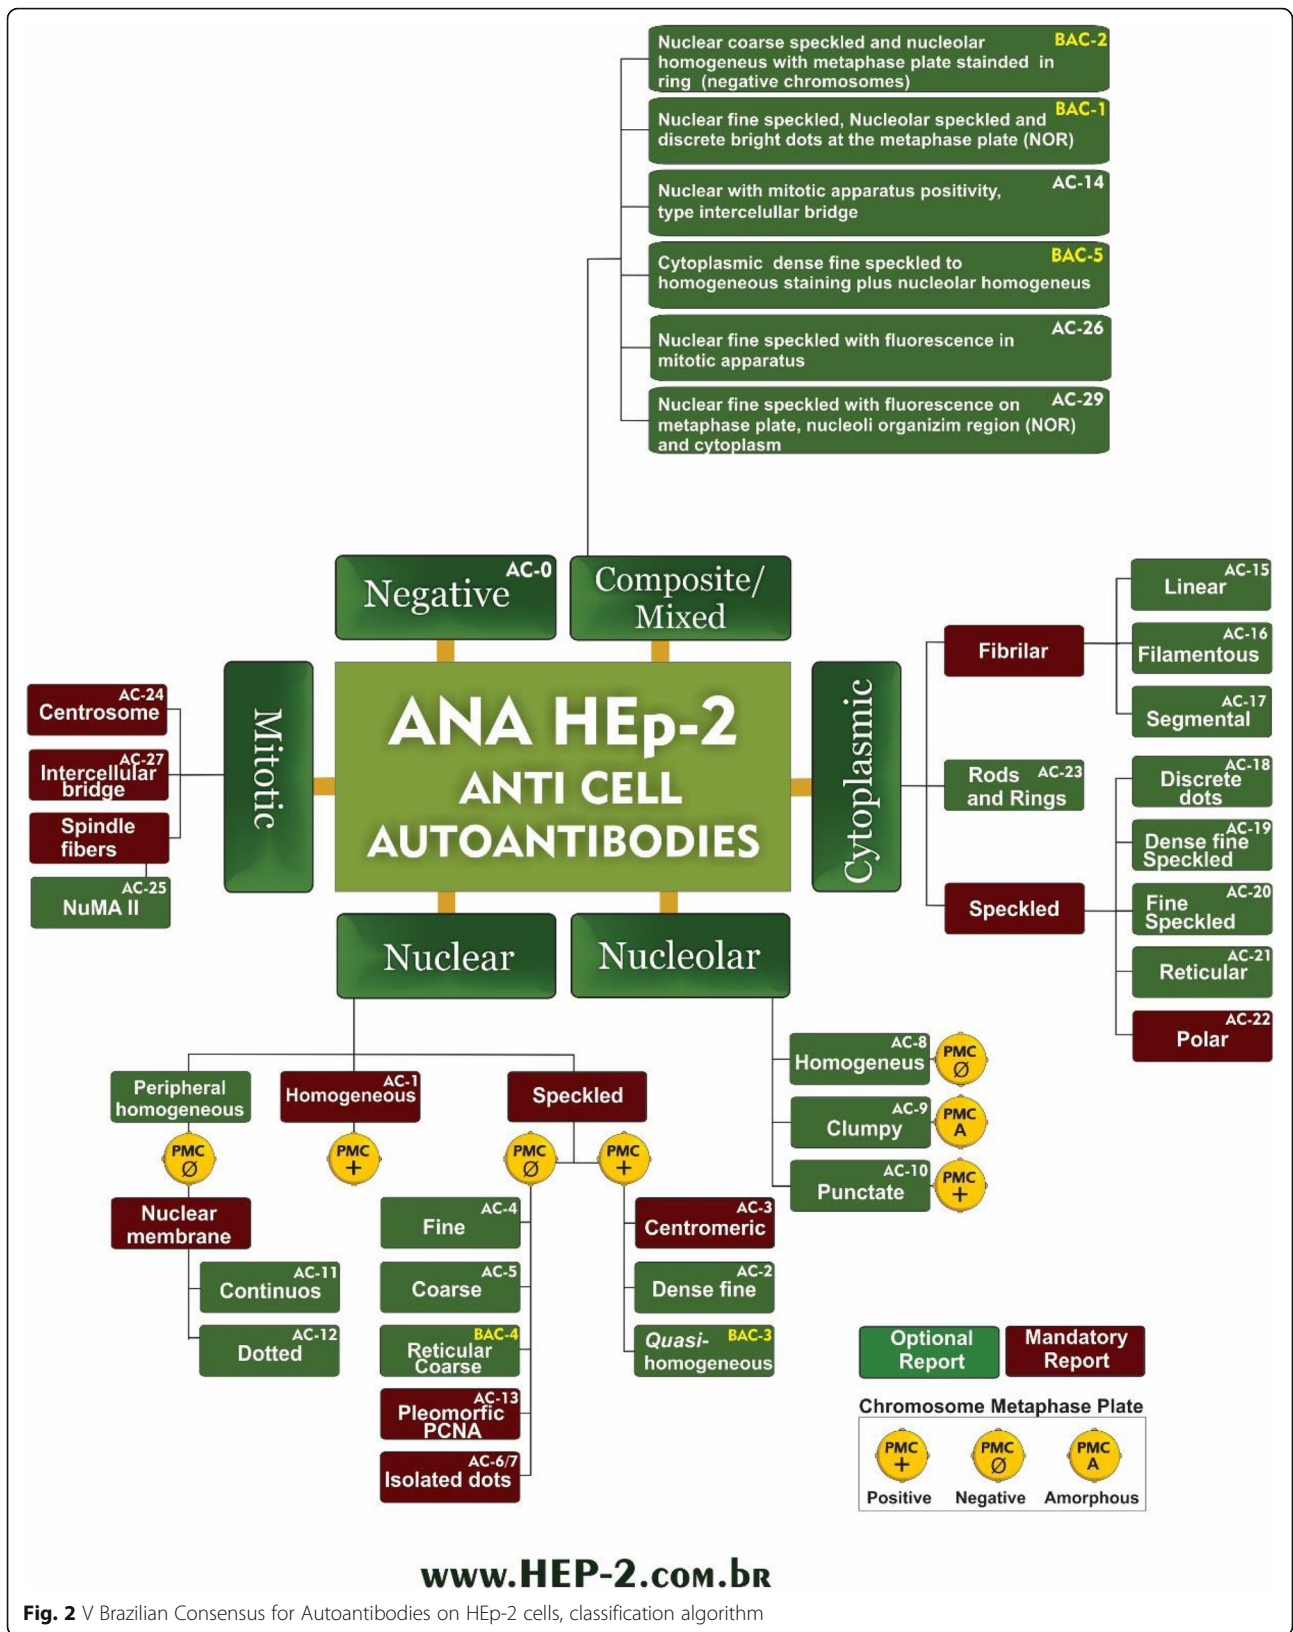 Nuclear coarse speckled and nucleolar BAC-2
homogeneus with metaphase plate stainded in
ring (negative chromosomes)
BAC-1
Nuclear fine speckled, Nucleolar speckled and
discrete bright dots at the metaphase plate (NOR)
AC-14
Nuclear with mitotic apparatus positivity,
type intercelullar bridge
BAC-5
Cytoplasmic dense fine speckled to
homogeneous staining plus nucleolar homogeneus
AC-26
Nuclear fine speckled with fluorescence in
mitotic apparatus
AC-29
Nuclear fine speckled with fluorescence on
metaphase plate, nucleoli organizim region (NOR)
and cytoplasm
AC-0
Negative
Composite/
Mixed
ANA HEp-2
ANTI CELL
AUTOANTIBODIES
Mitotic
AC-24
Centrosome
AC-27
Intercellular
bridge
Spindle
fibers
AC-25
NuMA II
Cytoplasmic
Fibrilar
AC-15
Linear
AC-16
Filamentous
AC-17
Segmental
Rods AC-23
and Rings
Speckled
AC-18
Discrete
dots
AC-19
Dense fine
Speckled
AC-20
Fine
Speckled
AC-21
Reticular
AC-22
Polar
Nuclear
Nucleolar
AC-8
Homogeneus
PMC
Ø
AC-9
Clumpy
PMC
A
AC-10
Punctate
PMC
+
Peripheral
homogeneous
PMC
Ø
Nuclear
membrane
AC-11
Continuos
AC-12
Dotted
AC-1
Homogeneous
PMC
+
Speckled
PMC
Ø
AC-4
Fine
AC-5
Coarse
BAC-4
Reticular
Coarse
AC-13
Pleomorfic
PCNA
AC-6/7
Isolated dots
PMC
+
AC-3
Centromeric
AC-2
Dense fine
Quasi- BAC-3
homogeneous
Optional
Report
Mandatory
Report
Chromosome Metaphase Plate
PMC
+
Positive
PMC
Ø
Negative
PMC
A
Amorphous
www.HEP-2.com.br
Fig. 2 V Brazilian Consensus for Autoantibodies on HEp-2 cells, classification algorithm